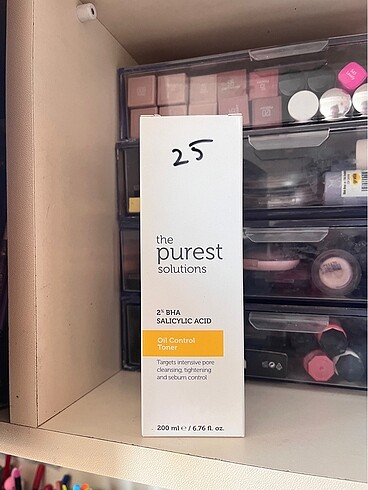 25
the
purest
solutions
2% BHA
SALICYLIC ACID
Oil Control
Toner
Targets intensive pore
cleansing, tightening
and sebum control
200 ml ℮ / 6.76 fl. oz.